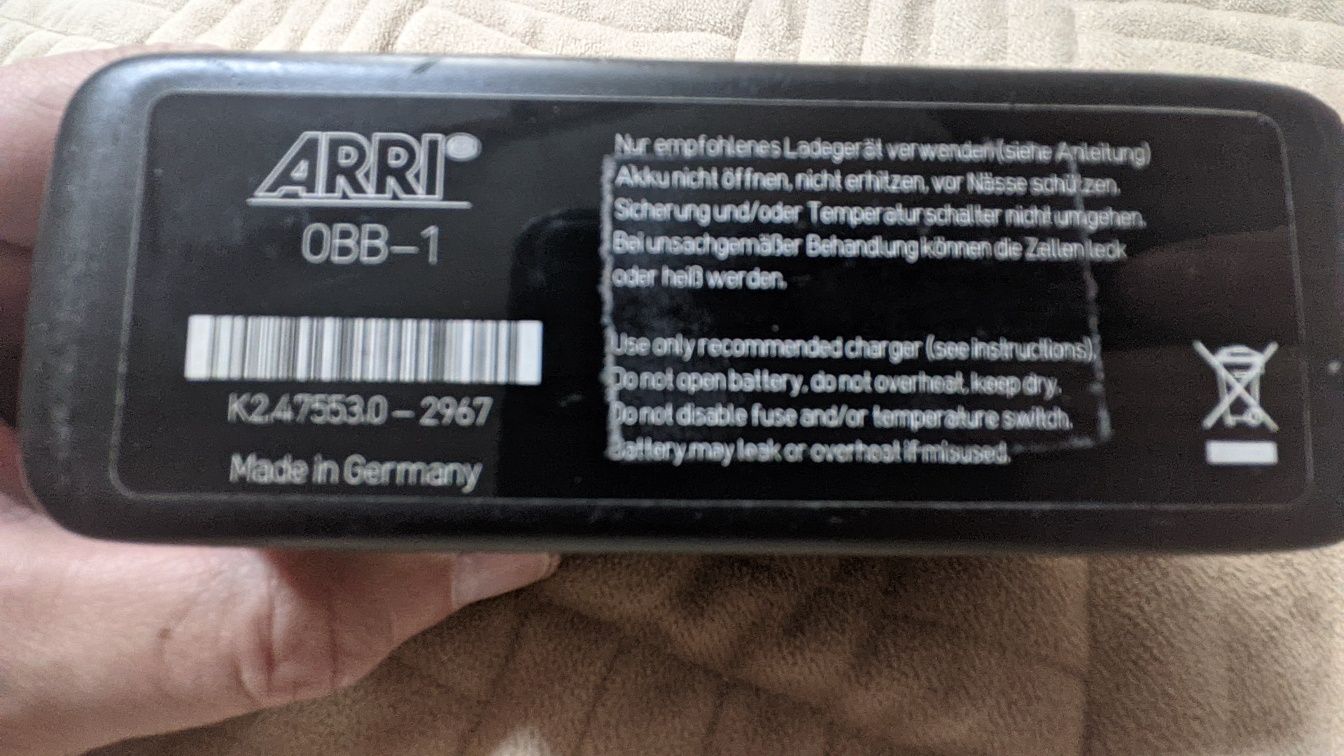 ARRI®
OBB-1
K2.47553.0 – 2967
Made in Germany
Nur empfohlenes Ladegerät verwenden (siehe Anleitung)
Akku nicht öffnen, nicht erhitzen, vor Nässe schützen.
Sicherung und/oder Temperaturschalter nicht umgehen.
Bei unsachgemäßer Behandlung können die Zellen leck
oder heiß werden.
Use only recommended charger (see instructions).
Do not open battery, do not overheat, keep dry.
Do not disable fuse and/or temperature switch.
Battery may leak or overheat if misused.